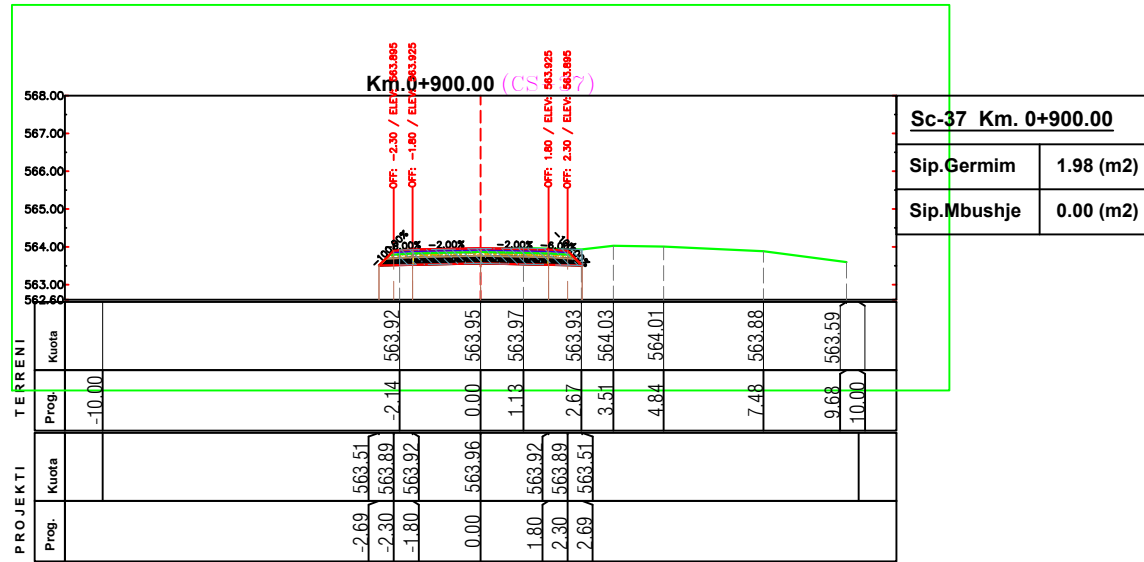 OFF: -2.30 / ELEV: 563.895
OFF: -1.80 / ELEV: 563.925
OFF: 1.80 / ELEV: 563.925
OFF: 2.30 / ELEV: 563.895
Km.0+900.00 (CS 37)
568.00
567.00
566.00
565.00
564.00
563.00
562.60
-2.00% -2.00%
Sc-37 Km. 0+900.00
Sip.Germim 1.98 (m2)
Sip.Mbushje 0.00 (m2)
TERRENI
Kuota 563.92 563.95 563.97 563.93 564.03 564.01 563.88 563.59
Prog. -10.00 -2.14 0.00 1.13 2.67 3.51 4.84 7.48 9.68 10.00
PROJEKTI
Kuota 563.51 563.89 563.92 563.96 563.92 563.89 563.51
Prog. -2.69 -2.30 -1.80 0.00 1.80 2.30 2.69